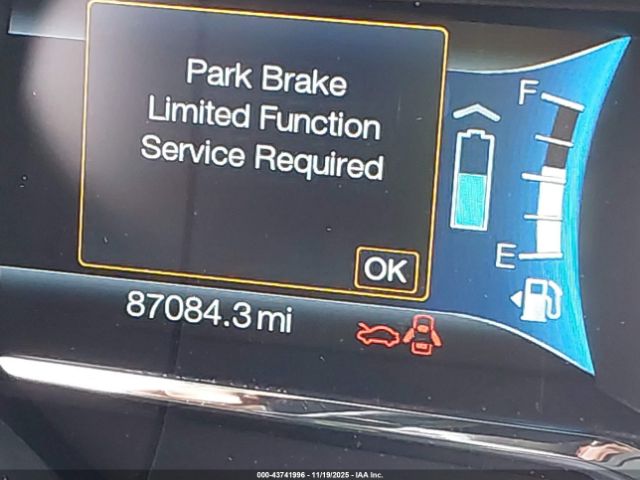 Park Brake
Limited Function
Service Required
OK
F
E
87084.3 mi
000-43741996 - 11/19/2025 - IAA Inc.